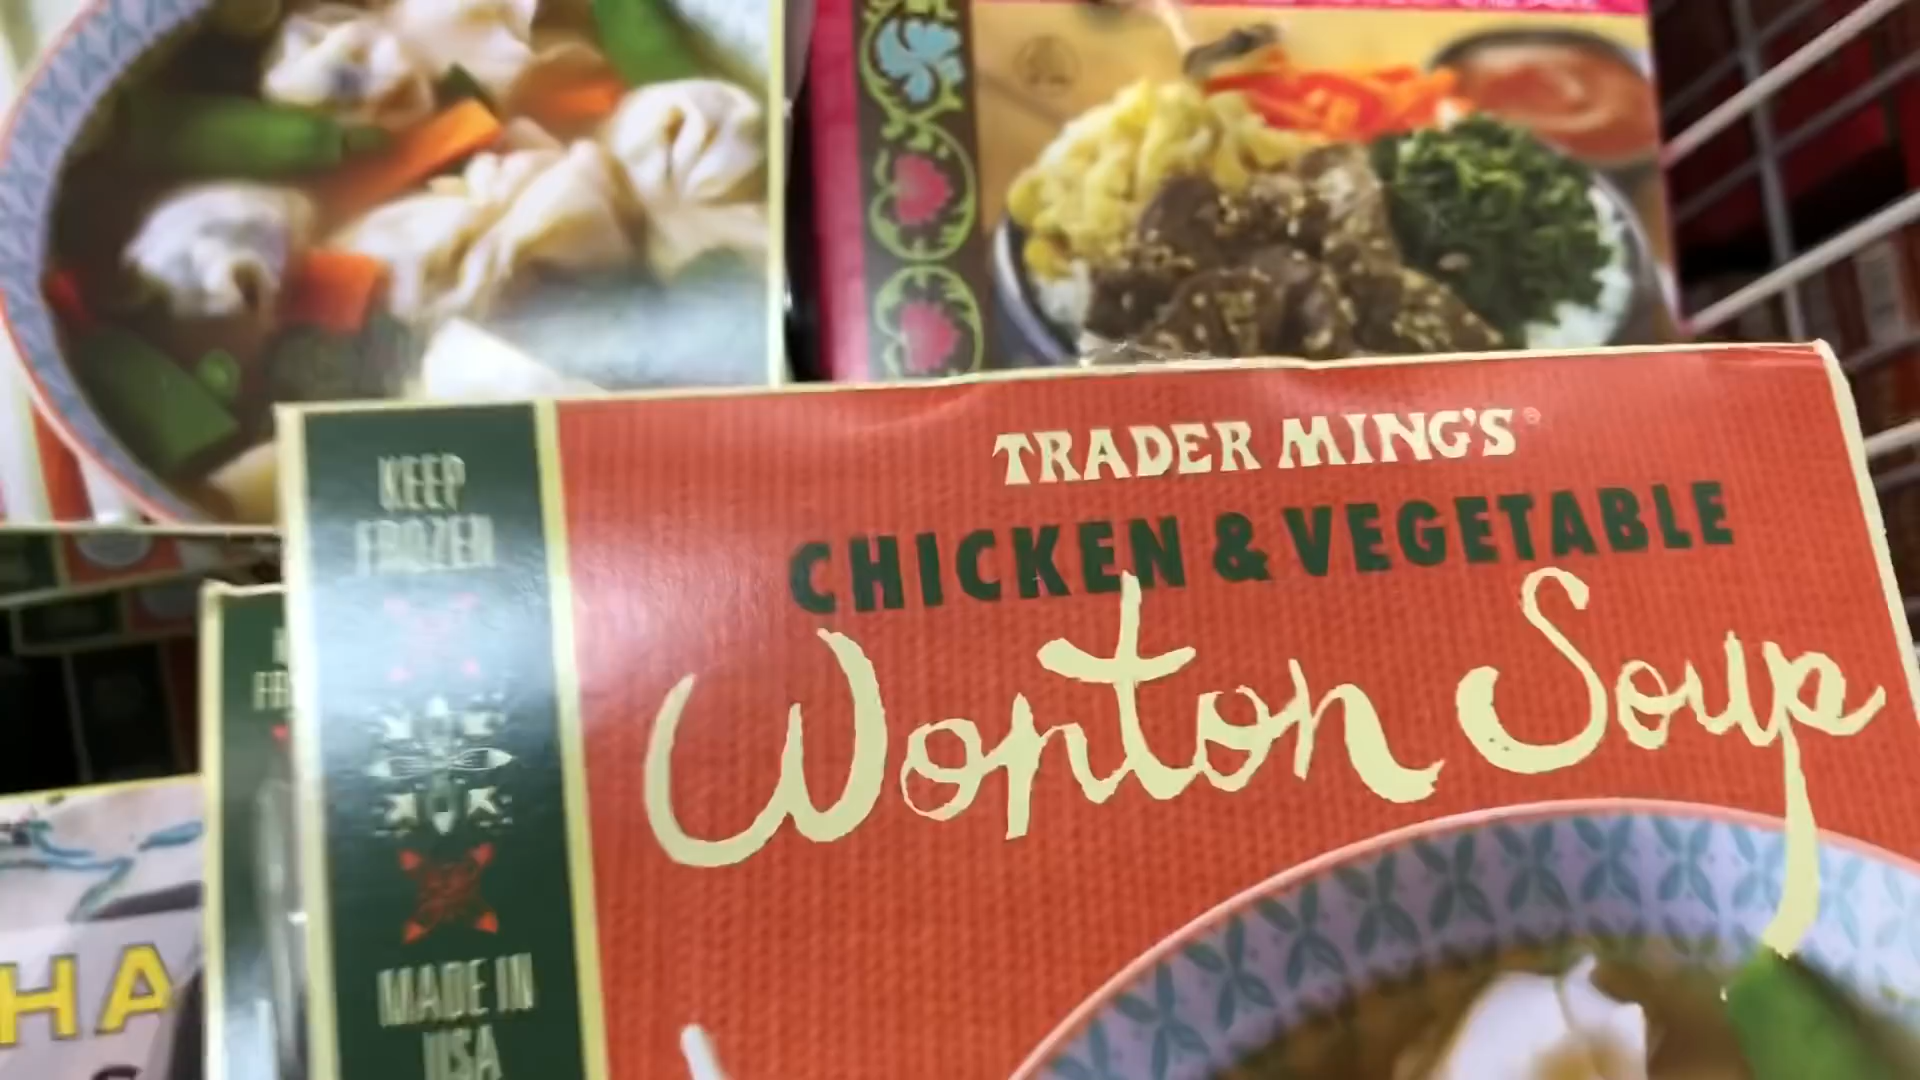 TRADER MING'S®
CHICKEN & VEGETABLE
Wonton Soup
KEEP
FROZEN
MADE IN
USA
HA